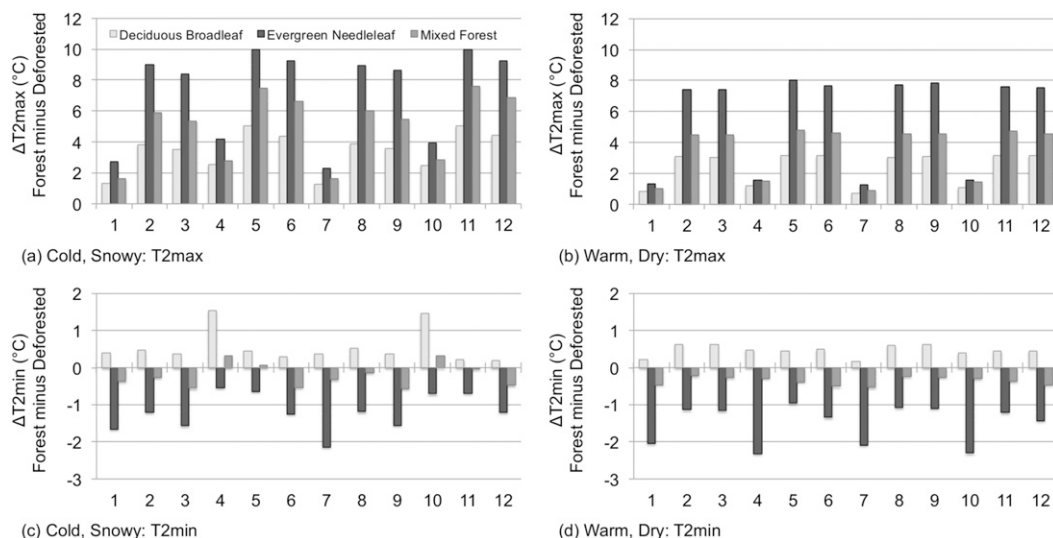 ΔT2max (°C)
Forest minus Deforested
12
10
8
6
4
2
0
Deciduous Broadleaf Evergreen Needleleaf Mixed Forest
1 2 3 4 5 6 7 8 9 10 11 12
(a) Cold, Snowy: T2max
ΔT2max (°C)
Forest minus Deforested
12
10
8
6
4
2
0
1 2 3 4 5 6 7 8 9 10 11 12
(b) Warm, Dry: T2max
ΔT2min (°C)
Forest minus Deforested
2
1
0
-1
-2
-3
1 2 3 4 5 6 7 8 9 10 11 12
(c) Cold, Snowy: T2min
ΔT2min (°C)
Forest minus Deforested
2
1
0
-1
-2
-3
1 2 3 4 5 6 7 8 9 10 11 12
(d) Warm, Dry: T2min